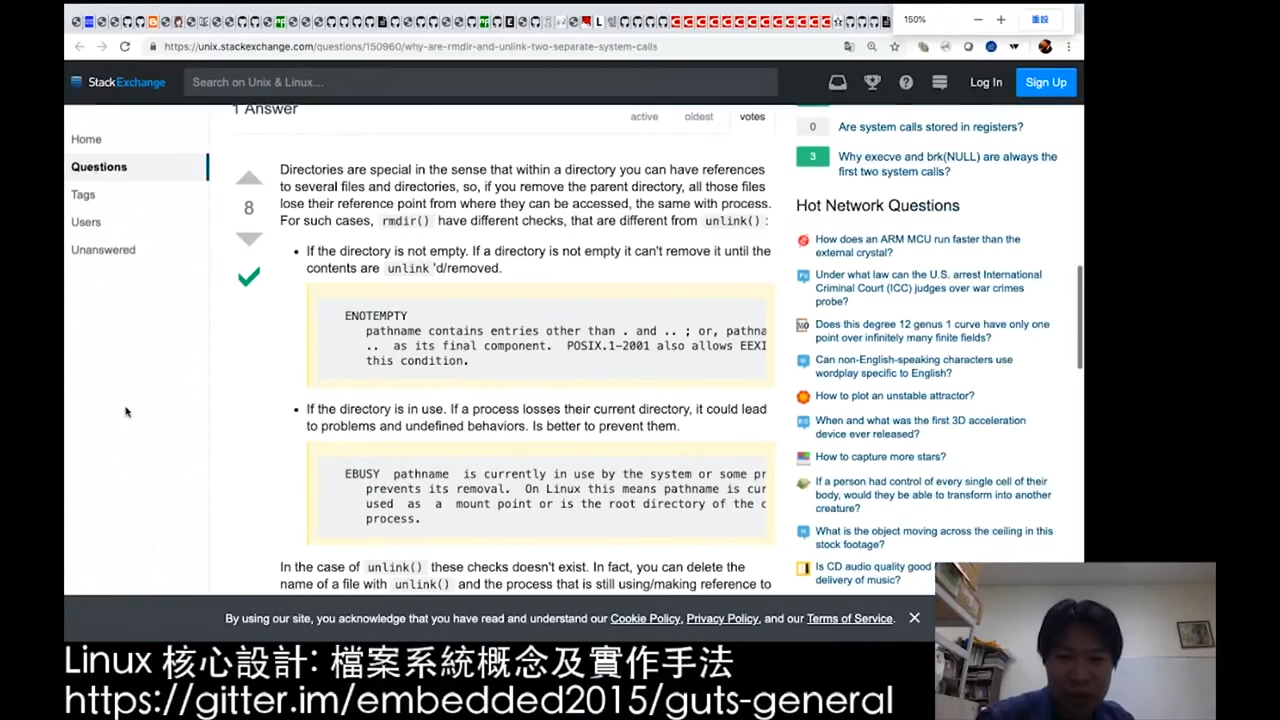 150%
重設
https://unix.stackexchange.com/questions/150960/why-are-rmdir-and-unlink-two-separate-system-calls
StackExchange
Search on Unix & Linux...
Log In
Sign Up
Home
Questions
Tags
Users
Unanswered
1 Answer
active
oldest
votes
8
Directories are special in the sense that within a directory you can have references
to several files and directories, so, if you remove the parent directory, all those files
lose their reference point from where they can be accessed, the same with process.
For such cases, rmdir() have different checks, that are different from unlink() :
• If the directory is not empty. If a directory is not empty it can't remove it until the
contents are unlink 'd/removed.
ENOTEMPTY
pathname contains entries other than . and .. ; or, pathna
.. as its final component. POSIX.1-2001 also allows EEXI
this condition.
• If the directory is in use. If a process losses their current directory, it could lead
to problems and undefined behaviors. Is better to prevent them.
EBUSY pathname is currently in use by the system or some pr
prevents its removal. On Linux this means pathname is cur
used as a mount point or is the root directory of the c
process.
In the case of unlink() these checks doesn't exist. In fact, you can delete the
name of a file with unlink() and the process that is still using/making reference to
0
Are system calls stored in registers?
3
Why execve and brk(NULL) are always the
first two system calls?
Hot Network Questions
How does an ARM MCU run faster than the
external crystal?
Under what law can the U.S. arrest International
Criminal Court (ICC) judges over war crimes
probe?
Does this degree 12 genus 1 curve have only one
point over infinitely many finite fields?
Can non-English-speaking characters use
wordplay specific to English?
How to plot an unstable attractor?
When and what was the first 3D acceleration
device ever released?
How to capture more stars?
If a person had control of every single cell of their
body, would they be able to transform into another
creature?
What is the object moving across the ceiling in this
stock footage?
Is CD audio quality good
delivery of music?
By using our site, you acknowledge that you have read and understand our Cookie Policy, Privacy Policy, and our Terms of Service.
Linux 核心設計: 檔案系統概念及實作手法
https://gitter.im/embedded2015/guts-general